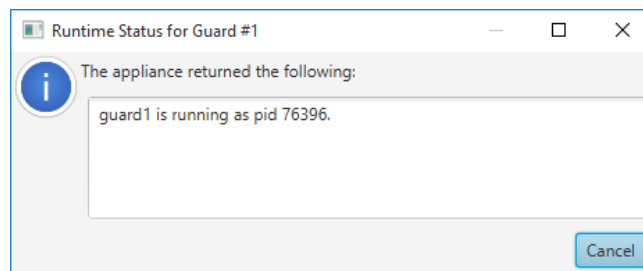 Runtime Status for Guard #1
The appliance returned the following:
guard1 is running as pid 76396.
Cancel